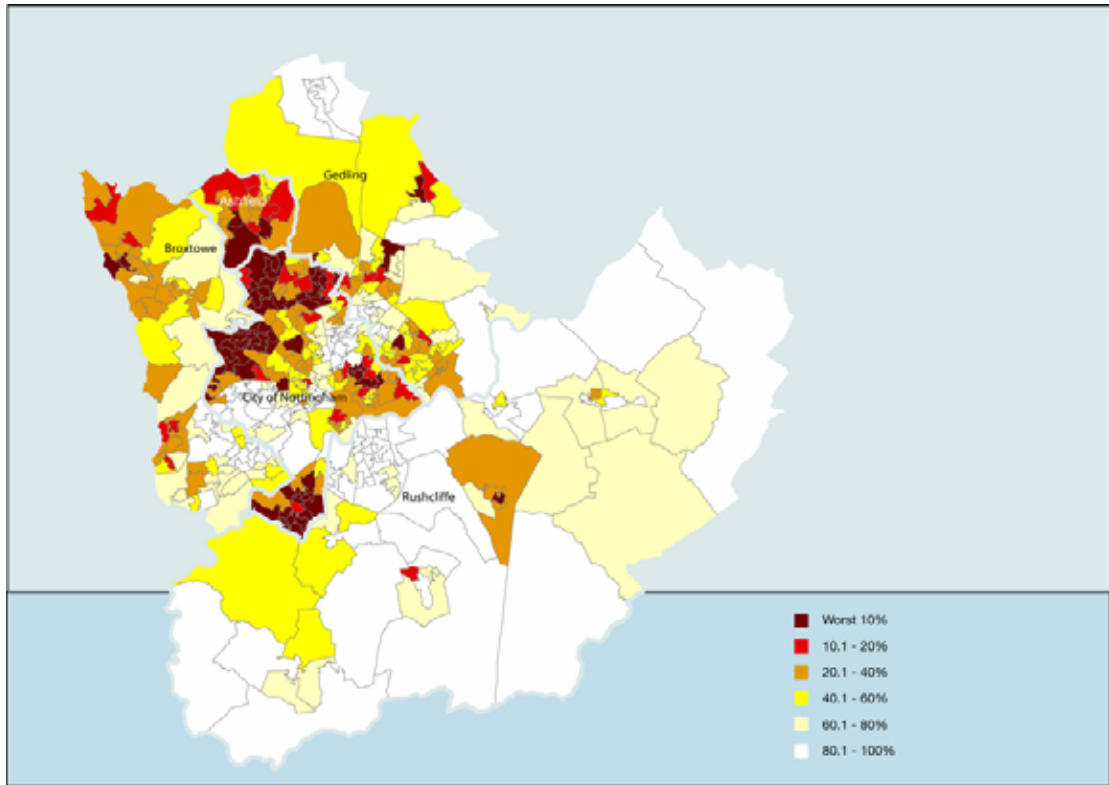 Gedling
Ashfield
Broxtowe
City of Nottingham
Rushcliffe
Worst 10%
10.1 - 20%
20.1 - 40%
40.1 - 60%
60.1 - 80%
80.1 - 100%